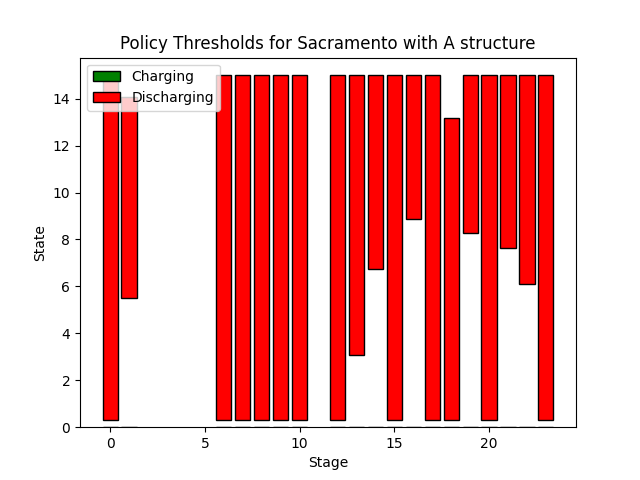 Policy Thresholds for Sacramento with A structure
Charging
Discharging
14
12
10
8
6
4
2
0
State
0 5 10 15 20
Stage